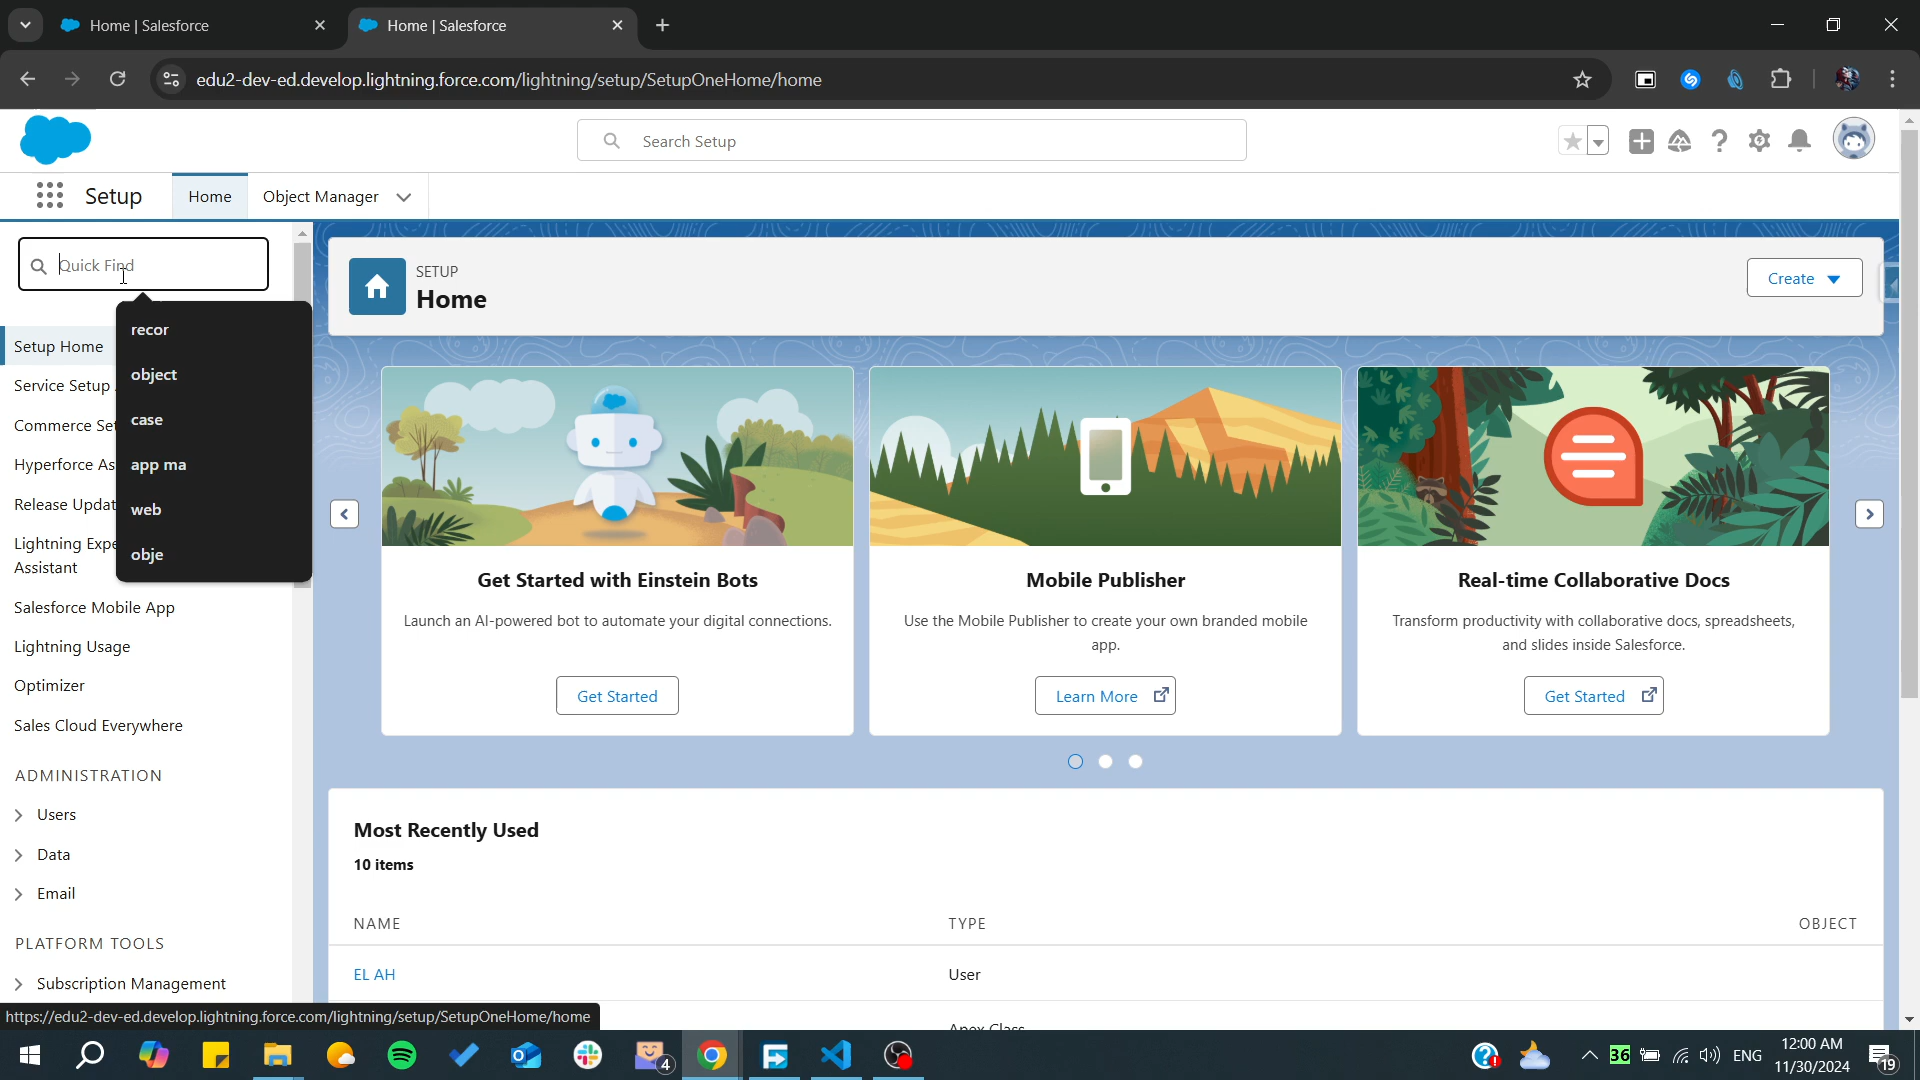 Home | Salesforce
Home | Salesforce
edu2-dev-ed.develop.lightning.force.com/lightning/setup/SetupOneHome/home
Search Setup
Setup
Home
Object Manager
Quick Find
recor
object
case
app ma
web
obje
Setup Home
Service Setup
Commerce Set
Hyperforce As
Release Updat
Lightning Expe
Assistant
Salesforce Mobile App
Lightning Usage
Optimizer
Sales Cloud Everywhere
ADMINISTRATION
Users
Data
Email
PLATFORM TOOLS
Subscription Management
SETUP
Home
Create
Get Started with Einstein Bots
Launch an AI-powered bot to automate your digital connections.
Get Started
Mobile Publisher
Use the Mobile Publisher to create your own branded mobile
app.
Learn More
Real-time Collaborative Docs
Transform productivity with collaborative docs, spreadsheets,
and slides inside Salesforce.
Get Started
Most Recently Used
10 items
NAME TYPE OBJECT
EL AH User
Apex Class
https://edu2-dev-ed.develop.lightning.force.com/lightning/setup/SetupOneHome/home
4
36
ENG
12:00 AM
11/30/2024
19